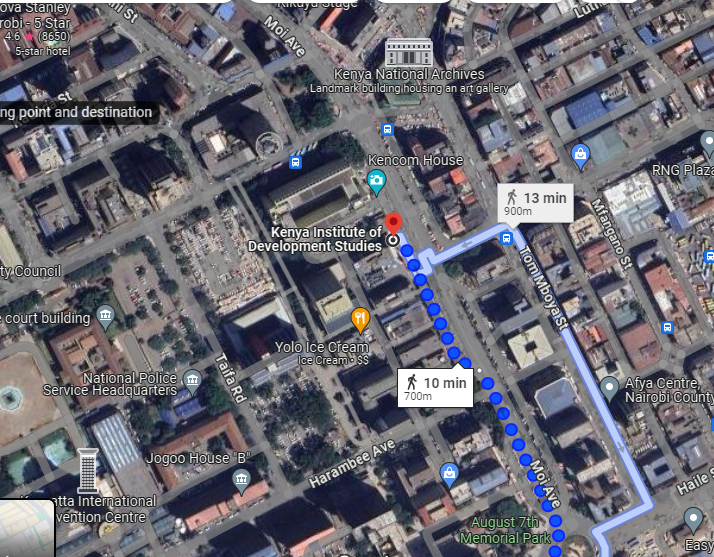 Kikuyu Stage
ova Stanley
robi - 5 Star
4.6 ★ (8650)
5-star hotel
Moi Ave
Kenya National Archives
Landmark building housing an art gallery
ng point and destination
Kencom House
RNG Plaza
13 min
900m
Mfangano St
Kenya Institute of
Development Studies
Tom Mboya St
ty Council
e court building
Yolo Ice Cream
Ice Cream · $$
National Police
Service Headquarters
Taifa Rd
10 min
700m
Afya Centre,
Nairobi County
Jogoo House "B"
Harambee Ave
Moi Ave
Haile S
International
vention Centre
August 7th
Memorial Park
Easy